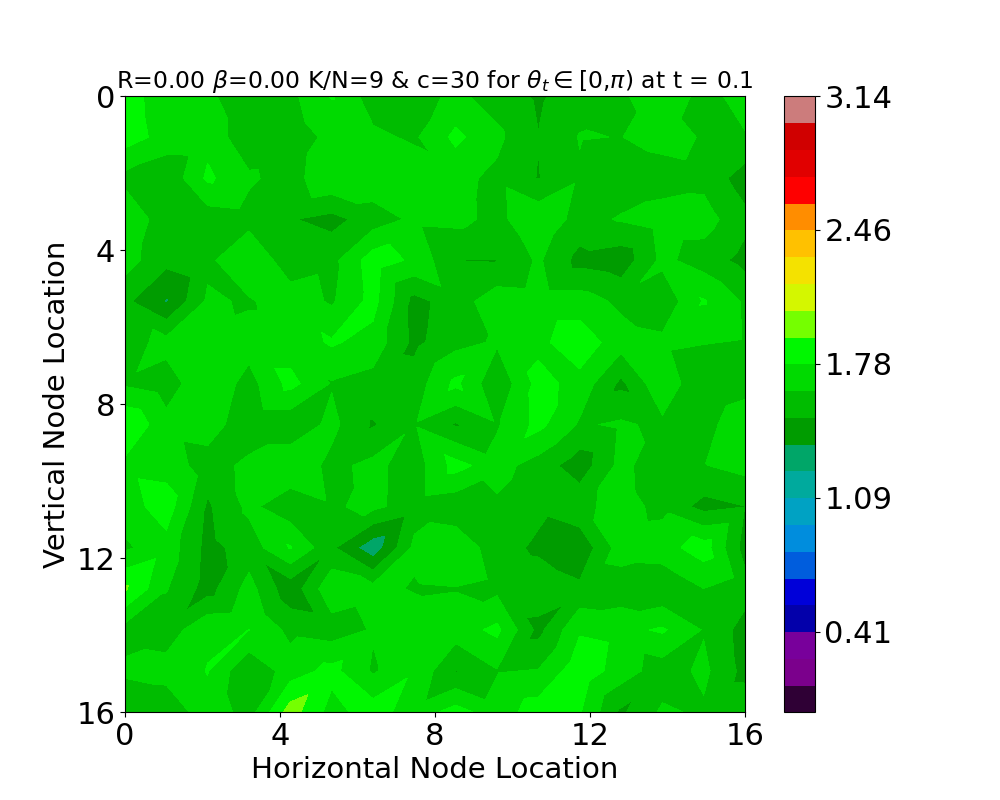 R=0.00 β=0.00 K/N=9 & c=30 for θₜ∈[0,π) at t = 0.1
0
4
8
12
16
Vertical Node Location
0 4 8 12 16
Horizontal Node Location
3.14
2.46
1.78
1.09
0.41